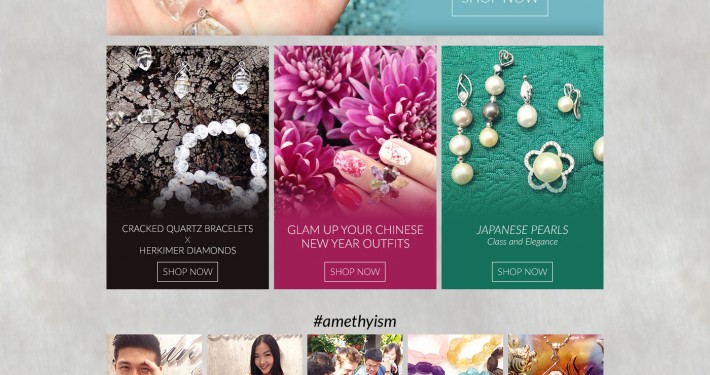 SHOP NOW
CRACKED QUARTZ BRACELETS
X
HERKIMER DIAMONDS
SHOP NOW
GLAM UP YOUR CHINESE
NEW YEAR OUTFITS
SHOP NOW
JAPANESE PEARLS
Class and Elegance
SHOP NOW
#amethyism